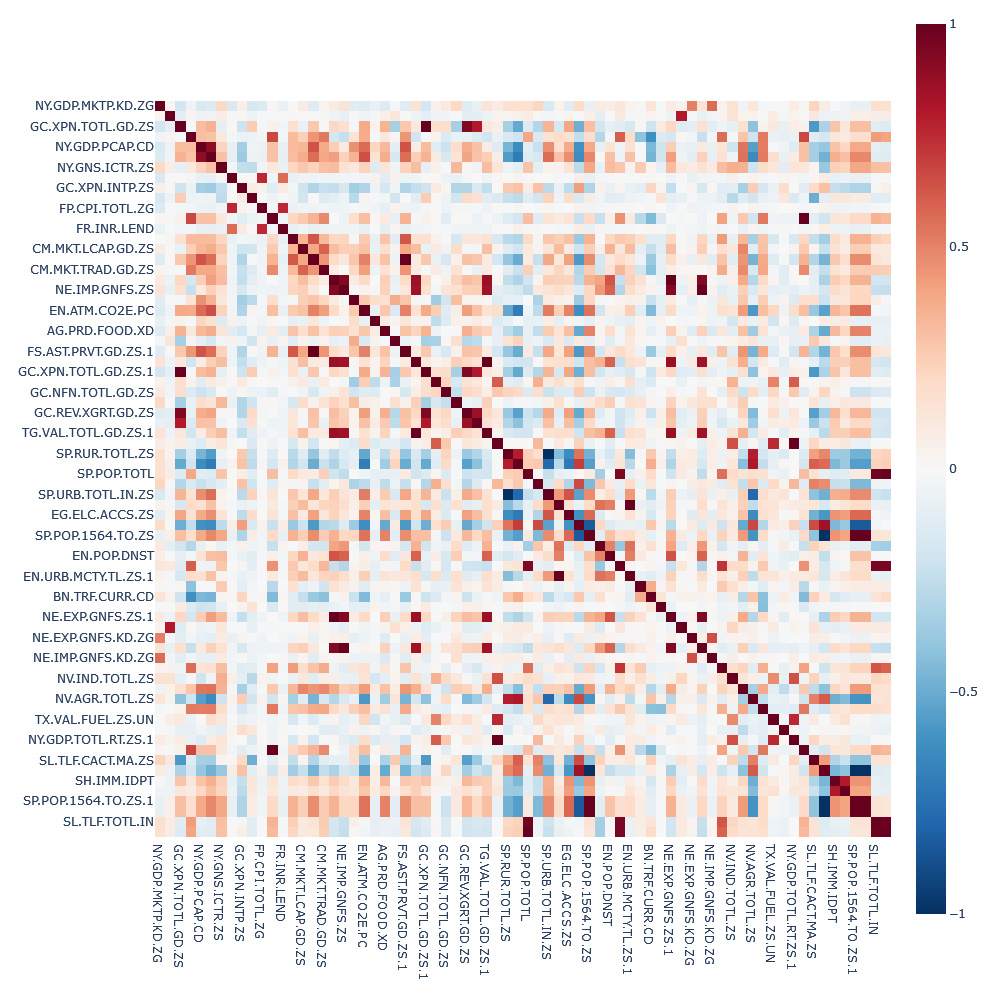 NY.GDP.MKTP.KD.ZG
GC.XPN.TOTL.GD.ZS
NY.GDP.PCAP.CD
NY.GNS.ICTR.ZS
GC.XPN.INTP.ZS
FP.CPI.TOTL.ZG
FR.INR.LEND
CM.MKT.LCAP.GD.ZS
CM.MKT.TRAD.GD.ZS
NE.IMP.GNFS.ZS
EN.ATM.CO2E.PC
AG.PRD.FOOD.XD
FS.AST.PRVT.GD.ZS.1
GC.XPN.TOTL.GD.ZS.1
GC.NFN.TOTL.GD.ZS
GC.REV.XGRT.GD.ZS
TG.VAL.TOTL.GD.ZS.1
SP.RUR.TOTL.ZS
SP.POP.TOTL
SP.URB.TOTL.IN.ZS
EG.ELC.ACCS.ZS
SP.POP.1564.TO.ZS
EN.POP.DNST
EN.URB.MCTY.TL.ZS.1
BN.TRF.CURR.CD
NE.EXP.GNFS.ZS.1
NE.EXP.GNFS.KD.ZG
NE.IMP.GNFS.KD.ZG
NV.IND.TOTL.ZS
NV.AGR.TOTL.ZS
TX.VAL.FUEL.ZS.UN
NY.GDP.TOTL.RT.ZS.1
SL.TLF.CACT.MA.ZS
SH.IMM.IDPT
SP.POP.1564.TO.ZS.1
SL.TLF.TOTL.IN
NY.GDP.MKTP.KD.ZG
GC.XPN.TOTL.GD.ZS
NY.GDP.PCAP.CD
NY.GNS.ICTR.ZS
GC.XPN.INTP.ZS
FP.CPI.TOTL.ZG
FR.INR.LEND
CM.MKT.LCAP.GD.ZS
CM.MKT.TRAD.GD.ZS
NE.IMP.GNFS.ZS
EN.ATM.CO2E.PC
AG.PRD.FOOD.XD
FS.AST.PRVT.GD.ZS.1
GC.XPN.TOTL.GD.ZS.1
GC.NFN.TOTL.GD.ZS
GC.REV.XGRT.GD.ZS
TG.VAL.TOTL.GD.ZS.1
SP.RUR.TOTL.ZS
SP.POP.TOTL
SP.URB.TOTL.IN.ZS
EG.ELC.ACCS.ZS
SP.POP.1564.TO.ZS
EN.POP.DNST
EN.URB.MCTY.TL.ZS.1
BN.TRF.CURR.CD
NE.EXP.GNFS.ZS.1
NE.EXP.GNFS.KD.ZG
NE.IMP.GNFS.KD.ZG
NV.IND.TOTL.ZS
NV.AGR.TOTL.ZS
TX.VAL.FUEL.ZS.UN
NY.GDP.TOTL.RT.ZS.1
SL.TLF.CACT.MA.ZS
SH.IMM.IDPT
SP.POP.1564.TO.ZS.1
SL.TLF.TOTL.IN
1
0.5
0
−0.5
−1